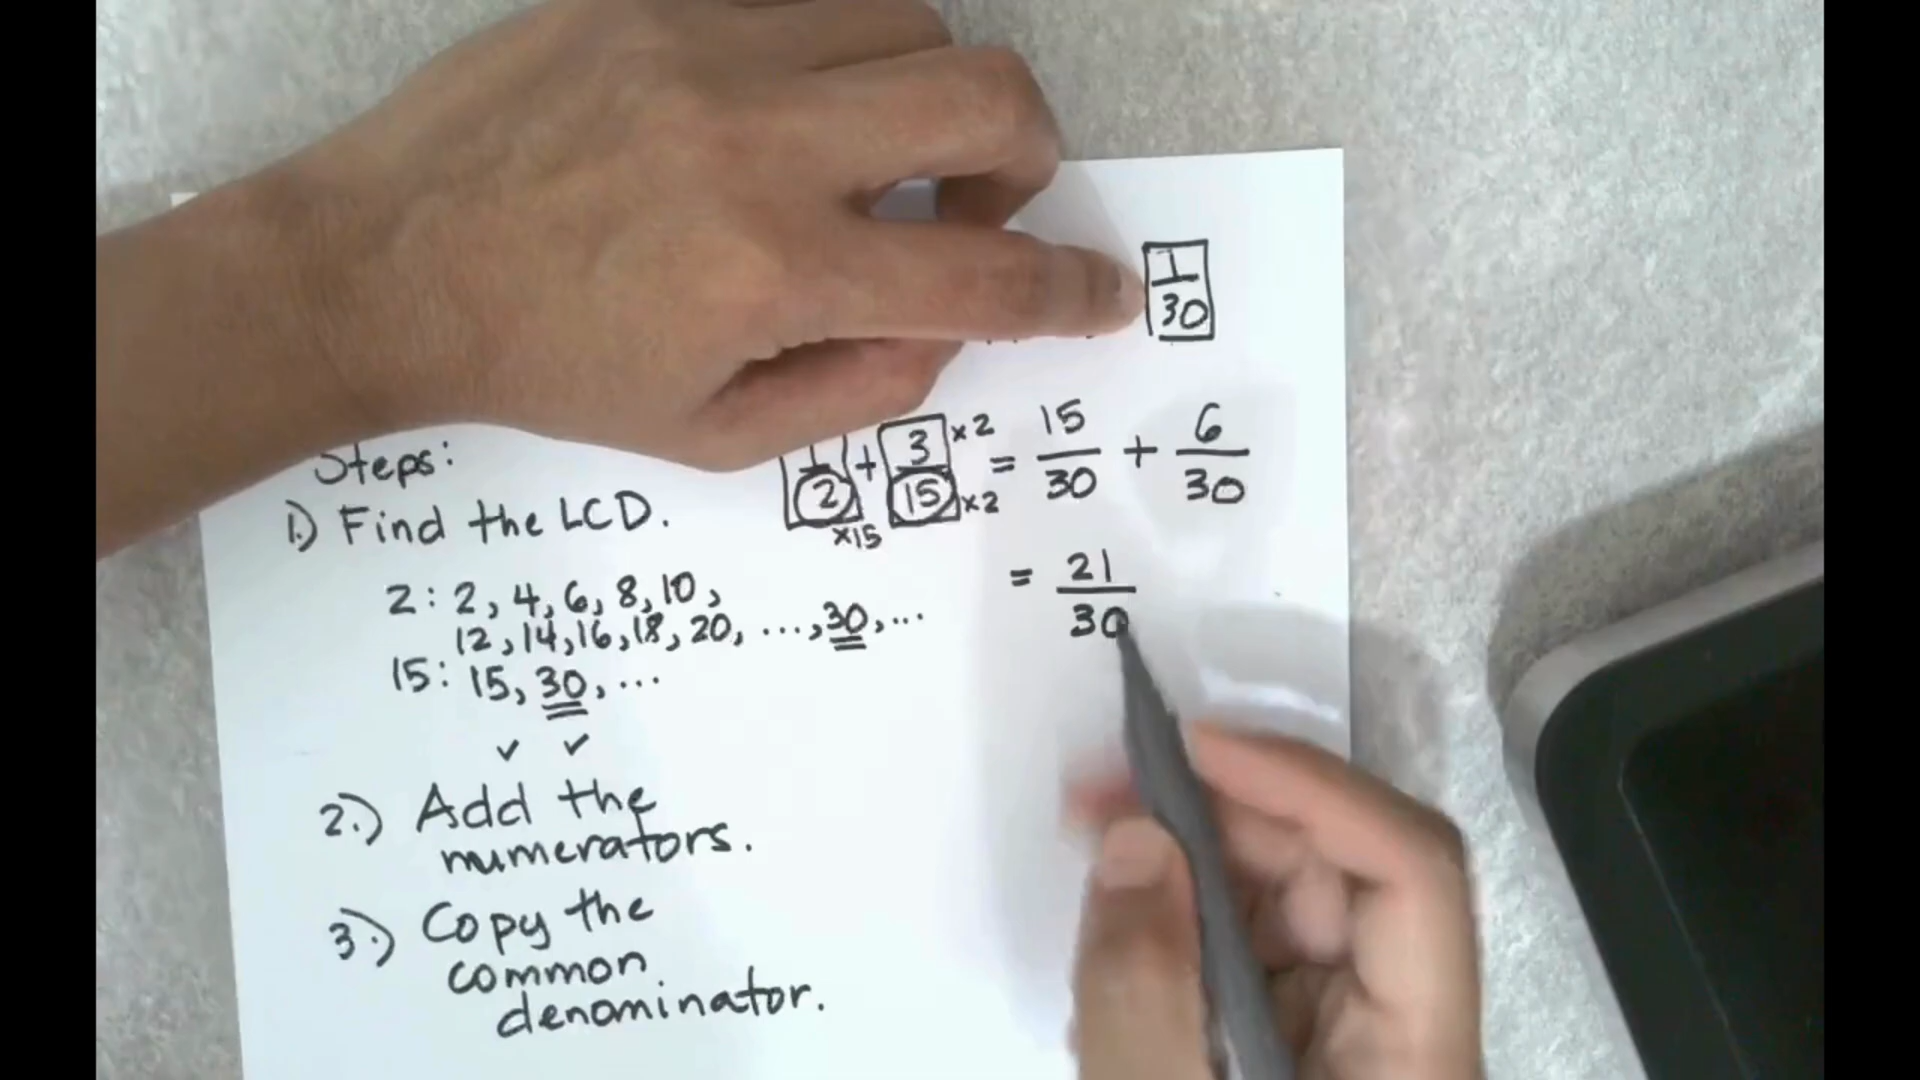 1
30
Steps:
1.) Find the LCD.
2: 2, 4, 6, 8, 10,
12, 14, 16, 18, 20, ..., 30, ...
15: 15, 30, ...
✓ ✓
2.) Add the
numerators.
3.) Copy the
common
denominator.
1 + 3 ×2 = 15 + 6
2 15 ×2 30 30
×15
= 21
30